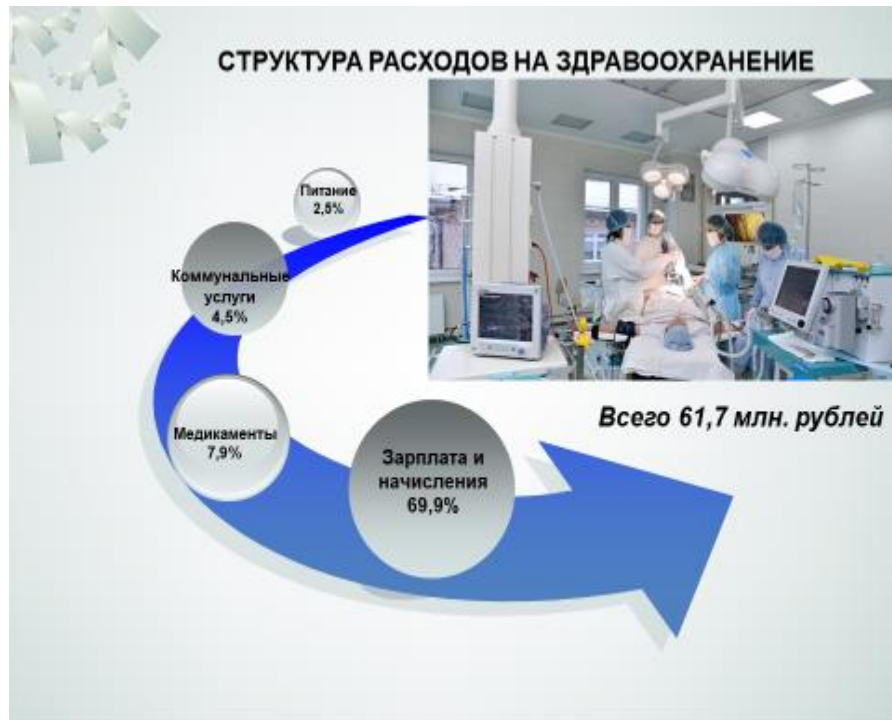 СТРУКТУРА РАСХОДОВ НА ЗДРАВООХРАНЕНИЕ
Питание
2,5%
Коммунальные
услуги
4,5%
Медикаменты
7,9%
Зарплата и
начисления
69,9%
Всего 61,7 млн. рублей